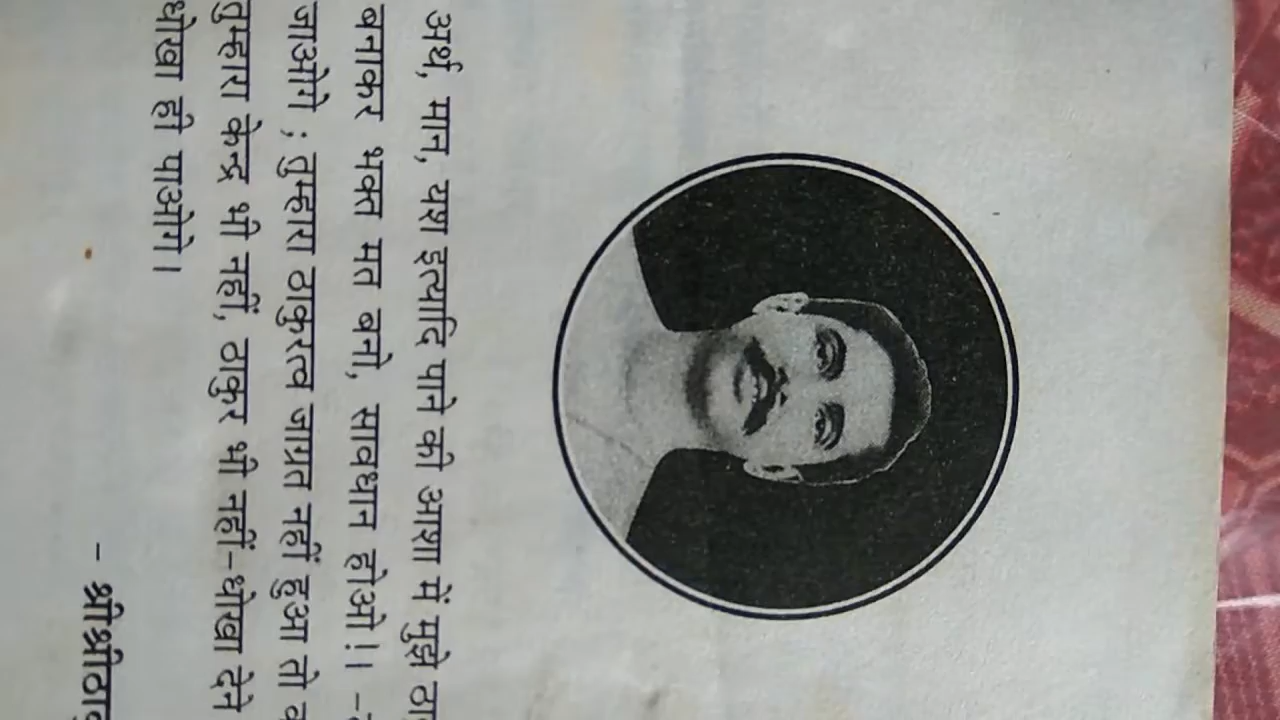 अर्थ, मान, यश इत्यादि पाने की आशा में मुझे
बनाकर भक्त मत बनो, सावधान होओ !। -
जाओगे ; तुम्हारा ठाकुरत्व जाग्रत नहीं हुआ तो
तुम्हारा केन्द्र भी नहीं, ठाकुर भी नहीं-धोखा देने
धोखा ही पाओगे।
- श्रीश्रीठाकु